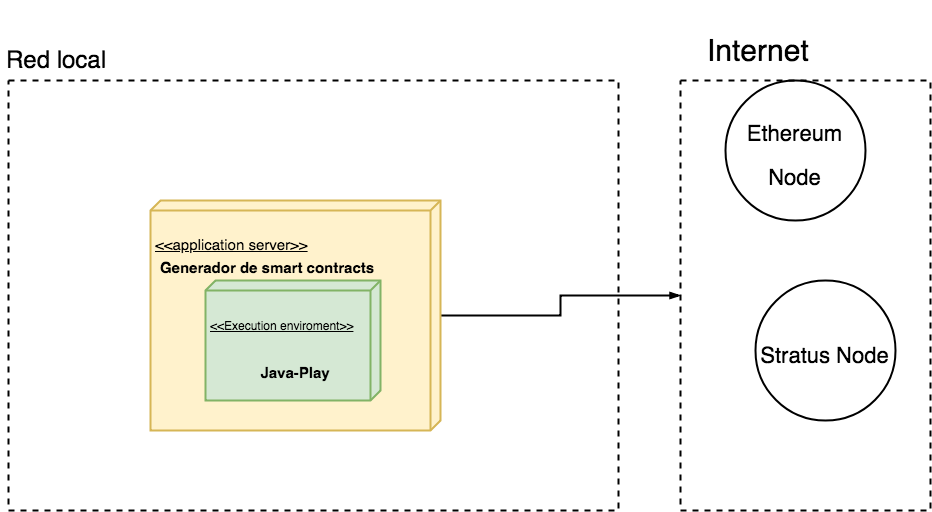 Red local
Internet
Ethereum
Node
<<application server>>
Generador de smart contracts
<<Execution enviroment>>
Java-Play
Stratus Node